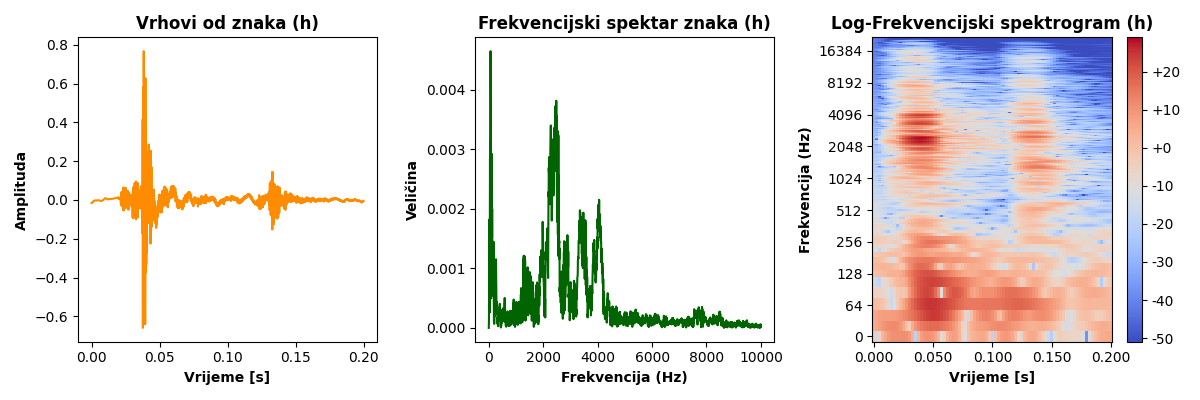 Vrhovi od znaka (h)
Amplituda
0.8
0.6
0.4
0.2
0.0
−0.2
−0.4
−0.6
0.00 0.05 0.10 0.15 0.20
Vrijeme [s]
Frekvencijski spektar znaka (h)
Veličina
0.004
0.003
0.002
0.001
0.000
0 2000 4000 6000 8000 10000
Frekvencija (Hz)
Log-Frekvencijski spektrogram (h)
Frekvencija (Hz)
16384
8192
4096
2048
1024
512
256
128
64
0
0.000 0.050 0.100 0.150 0.200
Vrijeme [s]
+20
+10
+0
-10
-20
-30
-40
-50